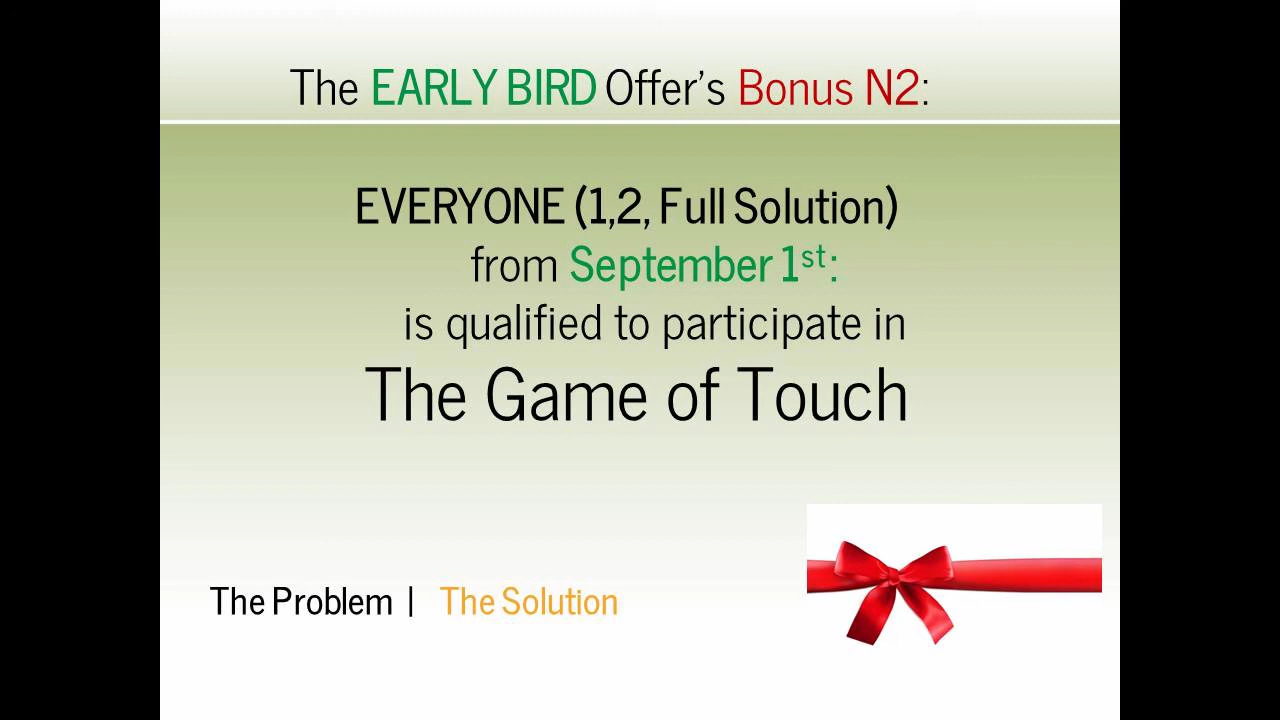 The EARLY BIRD Offer's Bonus N2:
EVERYONE (1,2, Full Solution)
from September 1st:
is qualified to participate in
The Game of Touch
The Problem | The Solution